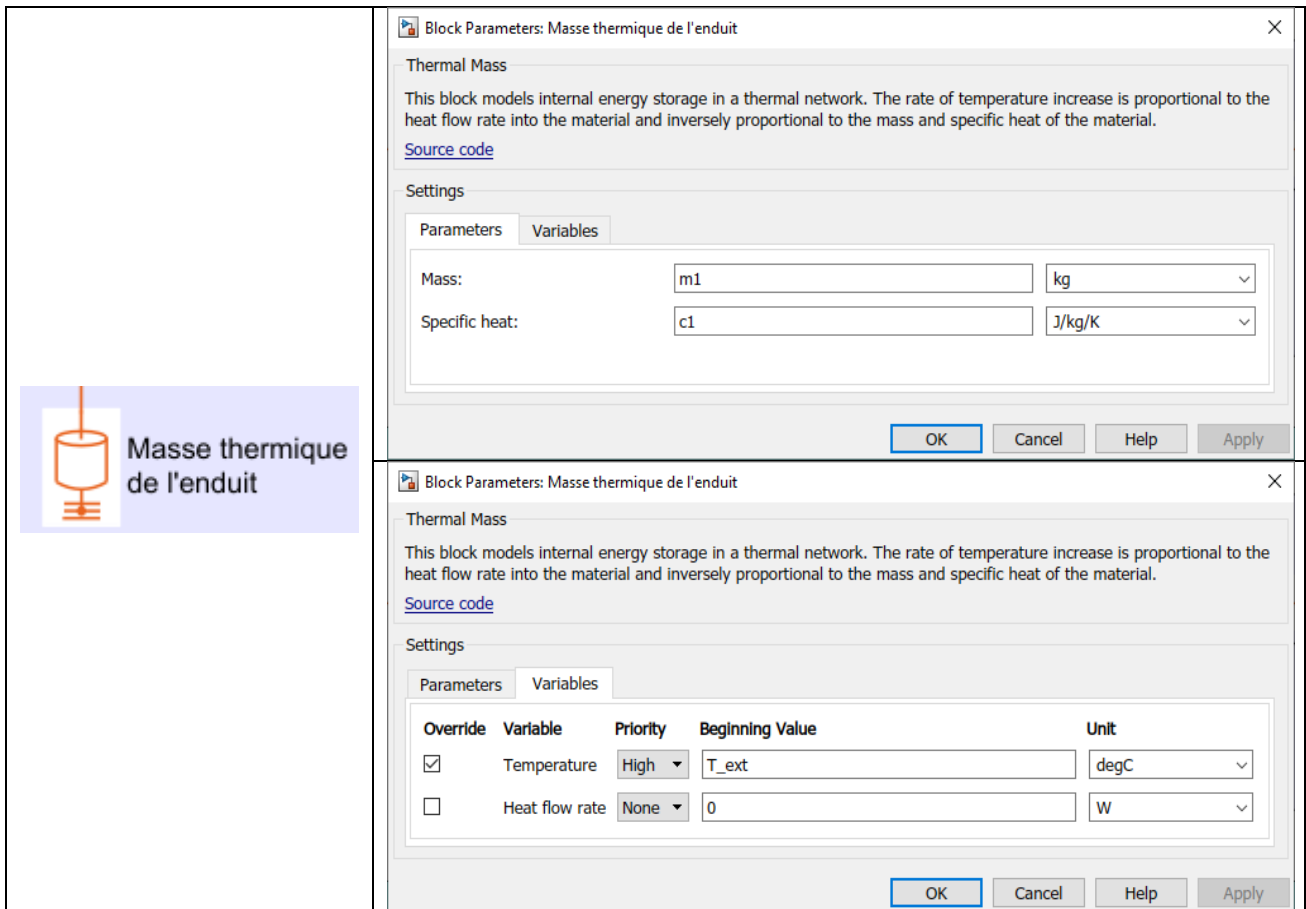 Masse thermique
de l'enduit
Block Parameters: Masse thermique de l'enduit
Thermal Mass
This block models internal energy storage in a thermal network. The rate of temperature increase is proportional to the
heat flow rate into the material and inversely proportional to the mass and specific heat of the material.
Source code
Settings
Parameters Variables
Mass: m1 kg
Specific heat: c1 J/kg/K
OK Cancel Help Apply
Block Parameters: Masse thermique de l'enduit
Thermal Mass
This block models internal energy storage in a thermal network. The rate of temperature increase is proportional to the
heat flow rate into the material and inversely proportional to the mass and specific heat of the material.
Source code
Settings
Parameters Variables
Override Variable Priority Beginning Value Unit
Temperature High T_ext degC
Heat flow rate None 0 W
OK Cancel Help Apply